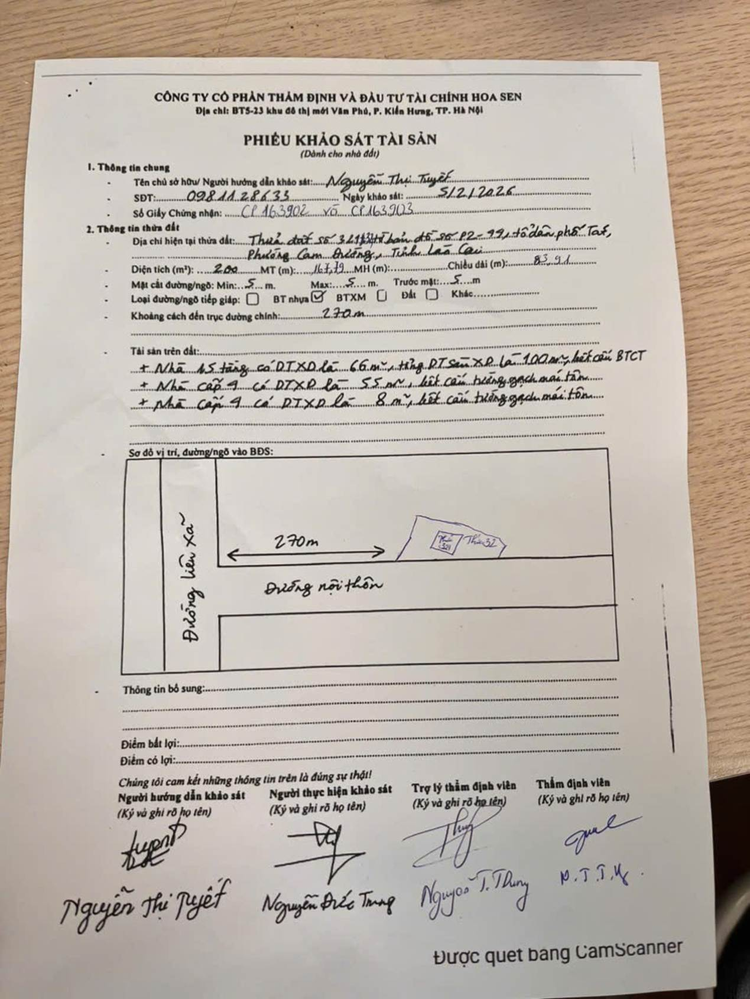 CÔNG TY CỔ PHẦN THẨM ĐỊNH VÀ ĐẦU TƯ TÀI CHÍNH HOA SEN
Địa chỉ: BT5-23 khu đô thị mới Văn Phú, P. Kiến Hưng, TP. Hà Nội
PHIẾU KHẢO SÁT TÀI SẢN
(Dành cho nhà đất)
1. Thông tin chung
- Tên chủ sở hữu/ Người hướng dẫn khảo sát: Nguyễn Thị Tuyết
- SĐT: 0981128633 Ngày khảo sát: 5/2/2026
- Số Giấy Chứng nhận: CP 163902 và CP163903
2. Thông tin thửa đất
- Địa chỉ hiện tại thửa đất: Thửa đất số bản đồ số P2-99, tổ dân phố
Phường Cam Đường, Tỉnh Lào Cai
- Diện tích (m²): 200 MT (m): MH (m): Chiều dài (m): 83,91
- Mặt cắt đường/ngõ: Min: 5 m. Max: 5 m. Trước mặt: 5 m
- Loại đường/ngõ tiếp giáp: ☐ BT nhựa ☑ BTXM ☐ Đất ☐ Khác
- Khoảng cách đến trục đường chính: 270m
- Tài sản trên đất:
+ Nhà 1.5 tầng có DTXD là 66 m², tổng DT sàn XD là 100 m², kết cấu BTCT
+ Nhà cấp 4 có DTXD là 55 m², kết cấu tường gạch mái tôn
+ Nhà cấp 4 có DTXD là 8 m², kết cấu tường gạch mái tôn
- Sơ đồ vị trí, đường/ngõ vào BĐS:
Đường liên xã
270m
Thửa 321
Thửa 32
Đường nội thôn
- Thông tin bổ sung:
Điểm bất lợi:
Điểm có lợi:
Chúng tôi cam kết những thông tin trên là đúng sự thật!
Người hướng dẫn khảo sát Người thực hiện khảo sát Trợ lý thẩm định viên Thẩm định viên
(Ký và ghi rõ họ tên) (Ký và ghi rõ họ tên) (Ký và ghi rõ họ tên) (Ký và ghi rõ họ tên)
Nguyễn Thị Tuyết Nguyễn Đức Trung Nguyễn T. Thùy N.T.T.
Được quét bằng CamScanner